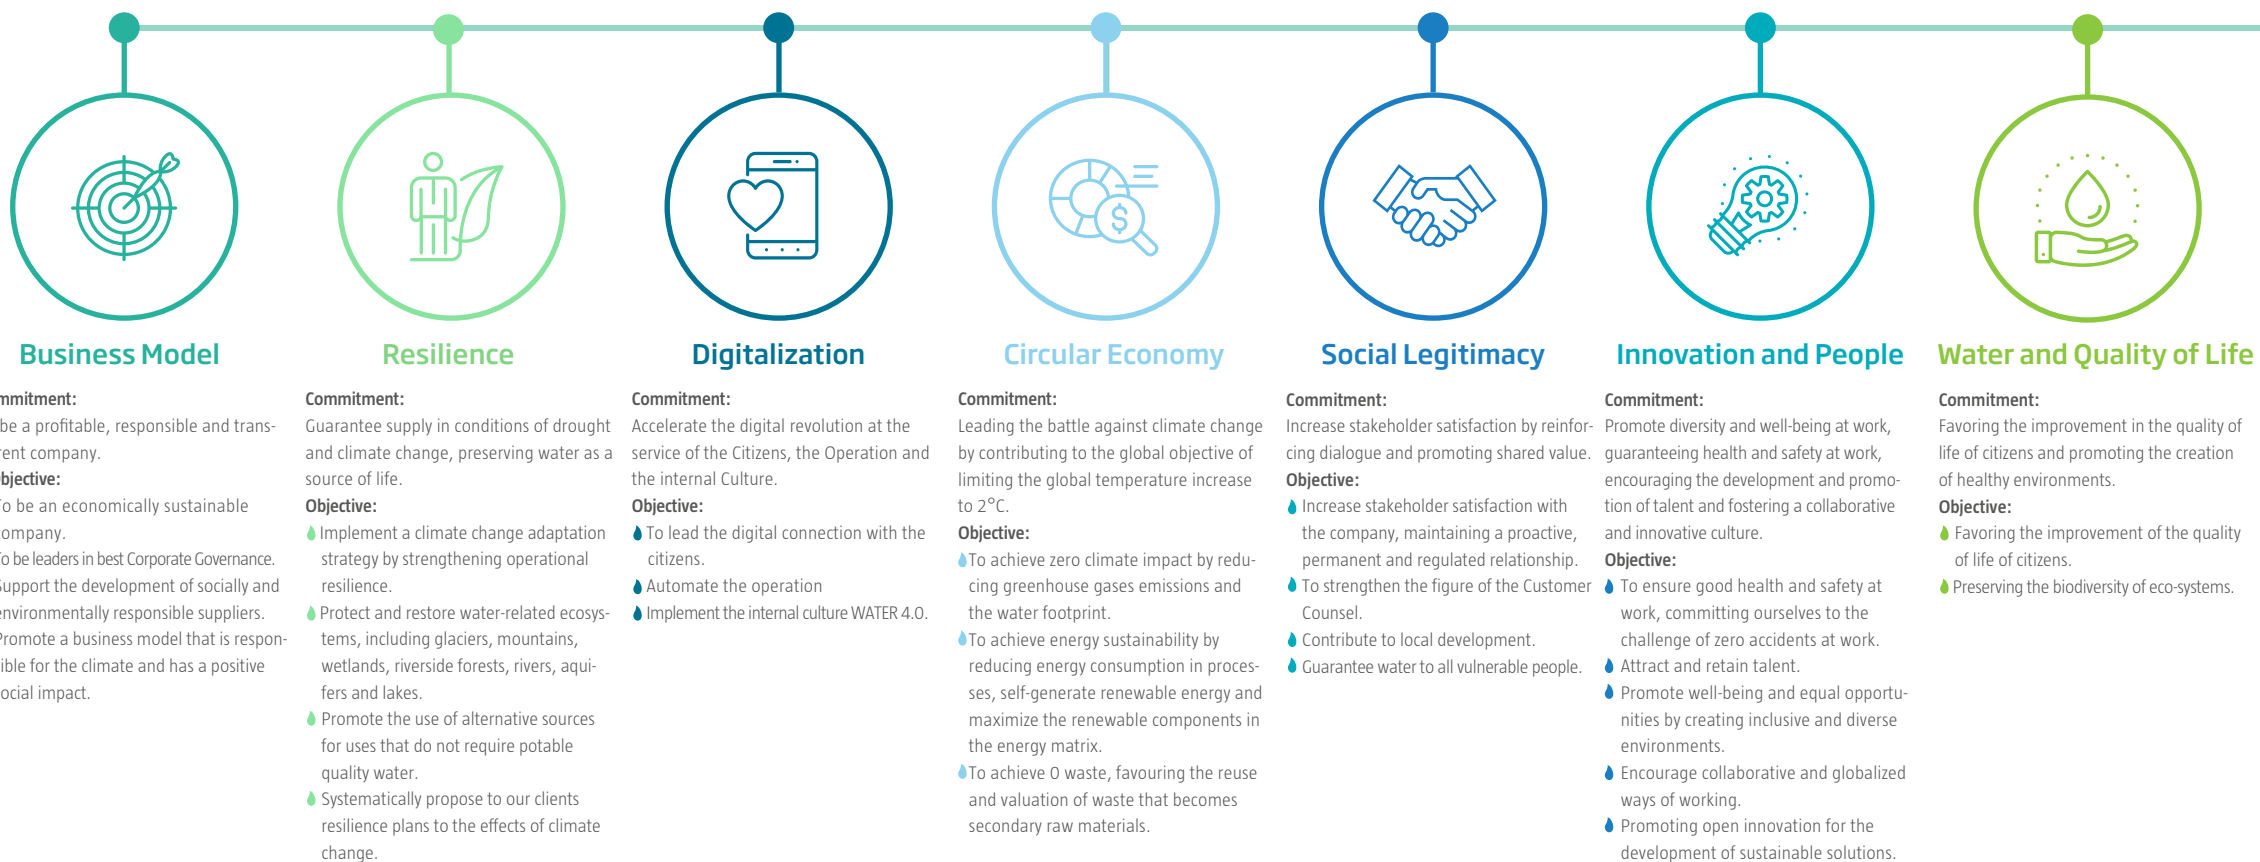 $
Business Model
mmitment:
be a profitable, responsible and trans-
rent company.
bjective:
To be an economically sustainable
company.
To be leaders in best Corporate Governance.
Support the development of socially and
environmentally responsible suppliers.
Promote a business model that is respon-
ible for the climate and has a positive
social impact.
Resilience
Commitment:
Guarantee supply in conditions of drought
and climate change, preserving water as a
source of life.
Objective:
Implement a climate change adaptation
strategy by strengthening operational
resilience.
Protect and restore water-related ecosys-
tems, including glaciers, mountains,
wetlands, riverside forests, rivers, aqui-
fers and lakes.
Promote the use of alternative sources
for uses that do not require potable
quality water.
Systematically propose to our clients
resilience plans to the effects of climate
change.
Digitalization
Commitment:
Accelerate the digital revolution at the
service of the Citizens, the Operation and
the internal Culture.
Objective:
To lead the digital connection with the
citizens.
Automate the operation
Implement the internal culture WATER 4.0.
Circular Economy
Commitment:
Leading the battle against climate change
by contributing to the global objective of
limiting the global temperature increase
to 2°C.
Objective:
To achieve zero climate impact by redu-
cing greenhouse gases emissions and
the water footprint.
To achieve energy sustainability by
reducing energy consumption in proces-
ses, self-generate renewable energy and
maximize the renewable components in
the energy matrix.
To achieve 0 waste, favouring the reuse
and valuation of waste that becomes
secondary raw materials.
Social Legitimacy
Commitment:
Increase stakeholder satisfaction by reinfor-
cing dialogue and promoting shared value.
Objective:
Increase stakeholder satisfaction with
the company, maintaining a proactive,
permanent and regulated relationship.
To strengthen the figure of the Customer
Counsel.
Contribute to local development.
Guarantee water to all vulnerable people.
Innovation and People
Commitment:
Promote diversity and well-being at work,
guaranteeing health and safety at work,
encouraging the development and promo-
tion of talent and fostering a collaborative
and innovative culture.
Objective:
To ensure good health and safety at
work, committing ourselves to the
challenge of zero accidents at work.
Attract and retain talent.
Promote well-being and equal opportu-
nities by creating inclusive and diverse
environments.
Encourage collaborative and globalized
ways of working.
Promoting open innovation for the
development of sustainable solutions.
Water and Quality of Life
Commitment:
Favoring the improvement in the quality of
life of citizens and promoting the creation
of healthy environments.
Objective:
Favoring the improvement of the quality
of life of citizens.
Preserving the biodiversity of eco-systems.